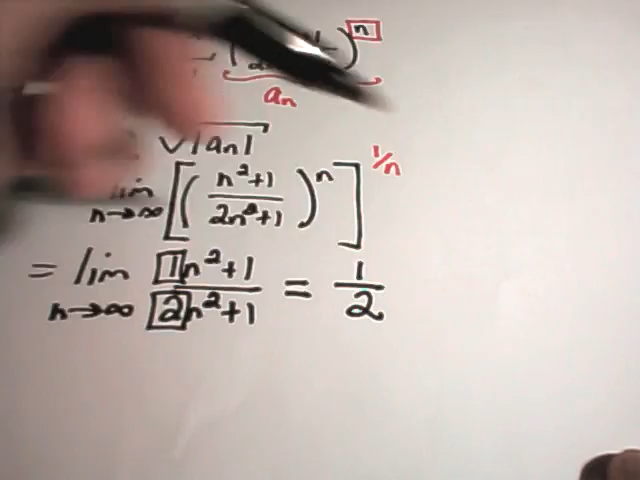 n
aₙ
√|aₙ|
lim n→∞ [( (n²+1)/(2n²+1) )ⁿ]^(1/n)
= lim n→∞ (1n²+1)/(2n²+1) = 1/2